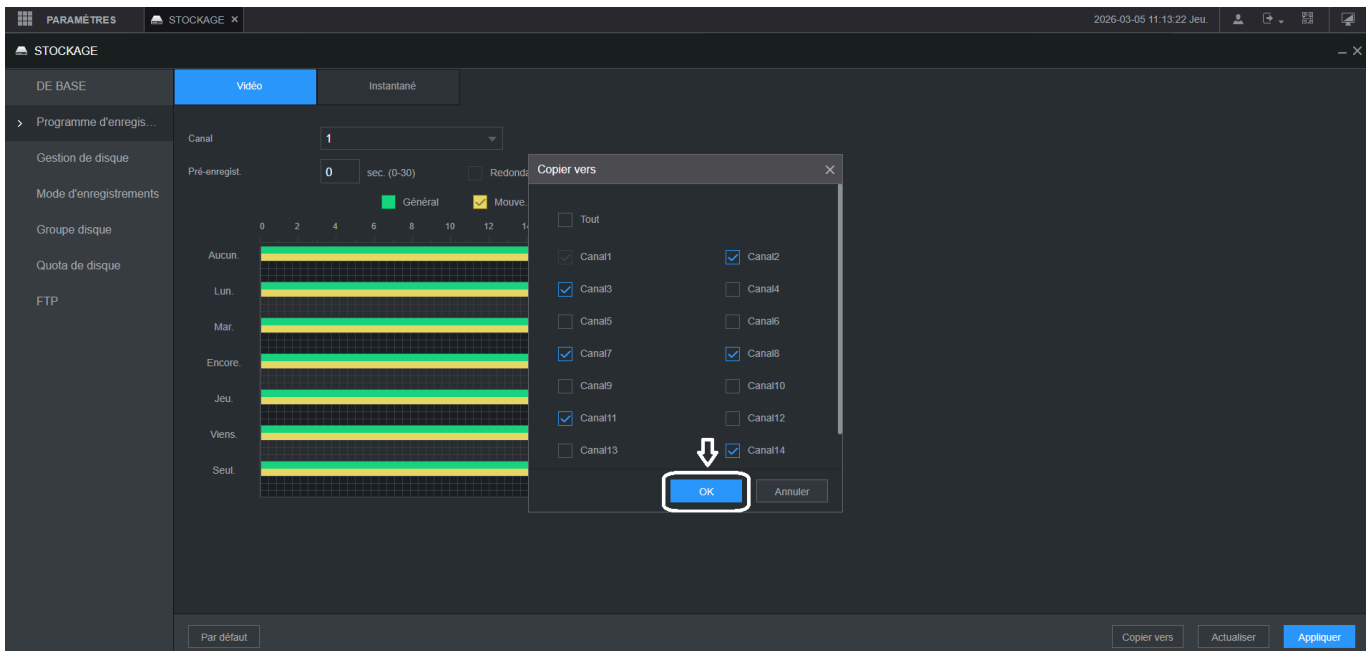 PARAMÈTRES STOCKAGE × 2026-03-05 11:13:22 Jeu.
STOCKAGE
DE BASE
Programme d'enregis...
Gestion de disque
Mode d'enregistrements
Groupe disque
Quota de disque
FTP
Vidéo Instantané
Canal 1
Pré-enregist. 0 sec. (0-30) Redonda
Général Mouve.
0 2 4 6 8 10 12
Aucun.
Lun.
Mar.
Encore.
Jeu.
Viens.
Seul.
Copier vers
Tout
Canal1 Canal2
Canal3 Canal4
Canal5 Canal6
Canal7 Canal8
Canal9 Canal10
Canal11 Canal12
Canal13 Canal14
OK Annuler
Par défaut Copier vers Actualiser Appliquer